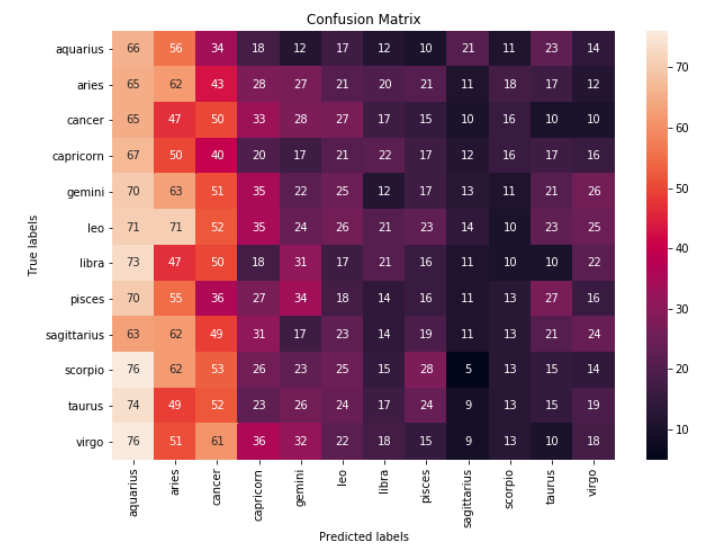 Confusion Matrix
aquarius 66 56 34 18 12 17 12 10 21 11 23 14
aries 65 62 43 28 27 21 20 21 11 18 17 12
cancer 65 47 50 33 28 27 17 15 10 16 10 10
capricorn 67 50 40 20 17 21 22 17 12 16 17 16
gemini 70 63 51 35 22 25 12 17 13 11 21 26
leo 71 71 52 35 24 26 21 23 14 10 23 25
libra 73 47 50 18 31 17 21 16 11 10 10 22
pisces 70 55 36 27 34 18 14 16 11 13 27 16
sagittarius 63 62 49 31 17 23 14 19 11 13 21 24
scorpio 76 62 53 26 23 25 15 28 5 13 15 14
taurus 74 49 52 23 26 24 17 24 9 13 15 19
virgo 76 51 61 36 32 22 18 15 9 13 10 18
True labels
aquarius aries cancer capricorn gemini leo libra pisces sagittarius scorpio taurus virgo
Predicted labels
70
60
50
40
30
20
10